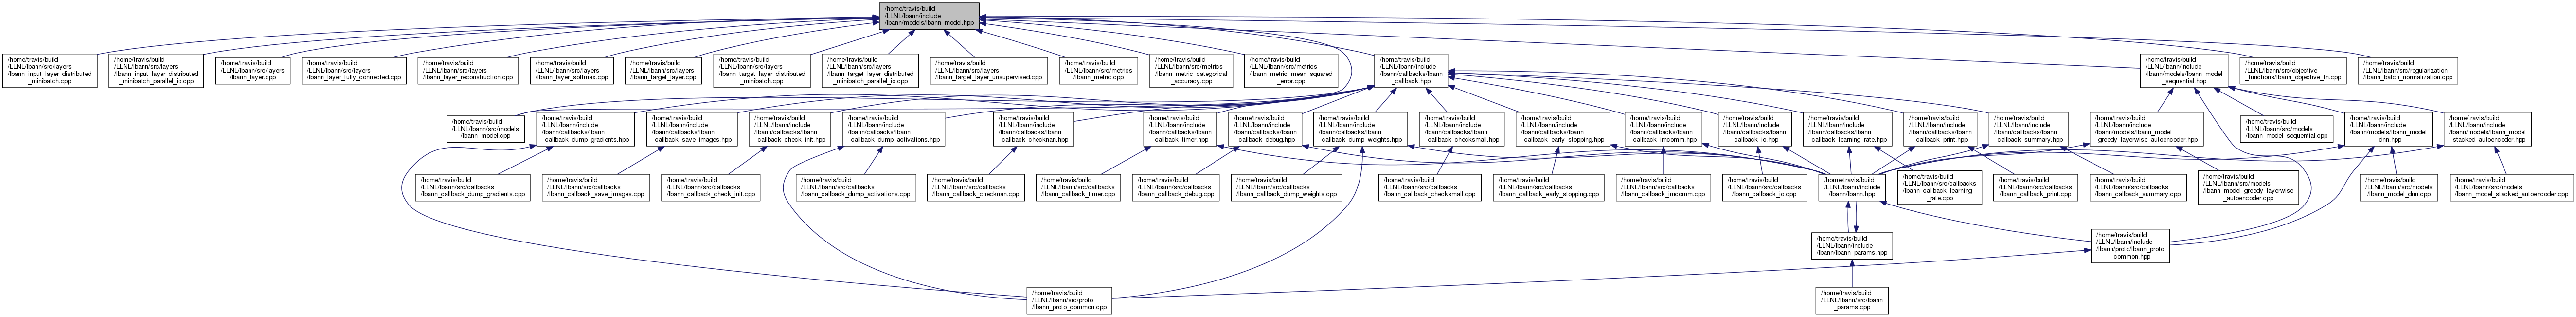 /home/travis/build
/LLNL/lbann/include
/lbann/models/lbann_model.hpp
/home/travis/build
/LLNL/lbann/src/layers
/lbann_input_layer_distributed
_minibatch.cpp
/home/travis/build
/LLNL/lbann/src/layers
/lbann_input_layer_distributed
_minibatch_parallel_io.cpp
/home/travis/build
/LLNL/lbann/src/layers
/lbann_layer.cpp
/home/travis/build
/LLNL/lbann/src/layers
/lbann_layer_fully_connected.cpp
/home/travis/build
/LLNL/lbann/src/layers
/lbann_layer_reconstruction.cpp
/home/travis/build
/LLNL/lbann/src/layers
/lbann_layer_softmax.cpp
/home/travis/build
/LLNL/lbann/src/layers
/lbann_target_layer.cpp
/home/travis/build
/LLNL/lbann/src/layers
/lbann_target_layer_distributed
_minibatch.cpp
/home/travis/build
/LLNL/lbann/src/layers
/lbann_target_layer_distributed
_minibatch_parallel_io.cpp
/home/travis/build
/LLNL/lbann/src/layers
/lbann_target_layer_unsupervised.cpp
/home/travis/build
/LLNL/lbann/src/metrics
/lbann_metric.cpp
/home/travis/build
/LLNL/lbann/src/metrics
/lbann_metric_categorical
_accuracy.cpp
/home/travis/build
/LLNL/lbann/src/metrics
/lbann_metric_mean_squared
_error.cpp
/home/travis/build
/LLNL/lbann/include
/lbann/callbacks/lbann
_callback.hpp
/home/travis/build
/LLNL/lbann/include
/lbann/models/lbann_model
_sequential.hpp
/home/travis/build
/LLNL/lbann/src/objective
_functions/lbann_objective_fn.cpp
/home/travis/build
/LLNL/lbann/src/regularization
/lbann_batch_normalization.cpp
/home/travis/build
/LLNL/lbann/src/models
/lbann_model.cpp
/home/travis/build
/LLNL/lbann/include
/lbann/callbacks/lbann
_callback_dump_gradients.hpp
/home/travis/build
/LLNL/lbann/include
/lbann/callbacks/lbann
_callback_save_images.hpp
/home/travis/build
/LLNL/lbann/include
/lbann/callbacks/lbann
_callback_check_init.hpp
/home/travis/build
/LLNL/lbann/include
/lbann/callbacks/lbann
_callback_dump_activations.hpp
/home/travis/build
/LLNL/lbann/include
/lbann/callbacks/lbann
_callback_checknan.hpp
/home/travis/build
/LLNL/lbann/include
/lbann/callbacks/lbann
_callback_timer.hpp
/home/travis/build
/LLNL/lbann/include
/lbann/callbacks/lbann
_callback_debug.hpp
/home/travis/build
/LLNL/lbann/include
/lbann/callbacks/lbann
_callback_dump_weights.hpp
/home/travis/build
/LLNL/lbann/include
/lbann/callbacks/lbann
_callback_checksmall.hpp
/home/travis/build
/LLNL/lbann/include
/lbann/callbacks/lbann
_callback_early_stopping.hpp
/home/travis/build
/LLNL/lbann/include
/lbann/callbacks/lbann
_callback_imcomm.hpp
/home/travis/build
/LLNL/lbann/include
/lbann/callbacks/lbann
_callback_io.hpp
/home/travis/build
/LLNL/lbann/include
/lbann/callbacks/lbann
_callback_learning_rate.hpp
/home/travis/build
/LLNL/lbann/include
/lbann/callbacks/lbann
_callback_print.hpp
/home/travis/build
/LLNL/lbann/include
/lbann/callbacks/lbann
_callback_summary.hpp
/home/travis/build
/LLNL/lbann/include
/lbann/models/lbann_model
_greedy_layerwise_autoencoder.hpp
/home/travis/build
/LLNL/lbann/src/models
/lbann_model_sequential.cpp
/home/travis/build
/LLNL/lbann/include
/lbann/models/lbann_model
_dnn.hpp
/home/travis/build
/LLNL/lbann/include
/lbann/models/lbann_model
_stacked_autoencoder.hpp
/home/travis/build
/LLNL/lbann/src/callbacks
/lbann_callback_dump_gradients.cpp
/home/travis/build
/LLNL/lbann/src/callbacks
/lbann_callback_save_images.cpp
/home/travis/build
/LLNL/lbann/src/callbacks
/lbann_callback_check_init.cpp
/home/travis/build
/LLNL/lbann/src/callbacks
/lbann_callback_dump_activations.cpp
/home/travis/build
/LLNL/lbann/src/callbacks
/lbann_callback_checknan.cpp
/home/travis/build
/LLNL/lbann/src/callbacks
/lbann_callback_timer.cpp
/home/travis/build
/LLNL/lbann/src/callbacks
/lbann_callback_debug.cpp
/home/travis/build
/LLNL/lbann/src/callbacks
/lbann_callback_dump_weights.cpp
/home/travis/build
/LLNL/lbann/src/callbacks
/lbann_callback_checksmall.cpp
/home/travis/build
/LLNL/lbann/src/callbacks
/lbann_callback_early_stopping.cpp
/home/travis/build
/LLNL/lbann/src/callbacks
/lbann_callback_imcomm.cpp
/home/travis/build
/LLNL/lbann/src/callbacks
/lbann_callback_io.cpp
/home/travis/build
/LLNL/lbann/include
/lbann/lbann.hpp
/home/travis/build
/LLNL/lbann/src/callbacks
/lbann_callback_learning
_rate.cpp
/home/travis/build
/LLNL/lbann/src/callbacks
/lbann_callback_print.cpp
/home/travis/build
/LLNL/lbann/src/callbacks
/lbann_callback_summary.cpp
/home/travis/build
/LLNL/lbann/src/models
/lbann_model_greedy_layerwise
_autoencoder.cpp
/home/travis/build
/LLNL/lbann/src/models
/lbann_model_dnn.cpp
/home/travis/build
/LLNL/lbann/src/models
/lbann_model_stacked_autoencoder.cpp
/home/travis/build
/LLNL/lbann/include
/lbann/lbann_params.hpp
/home/travis/build
/LLNL/lbann/include
/lbann/proto/lbann_proto
_common.hpp
/home/travis/build
/LLNL/lbann/src/proto
/lbann_proto_common.cpp
/home/travis/build
/LLNL/lbann/src/lbann
_params.cpp